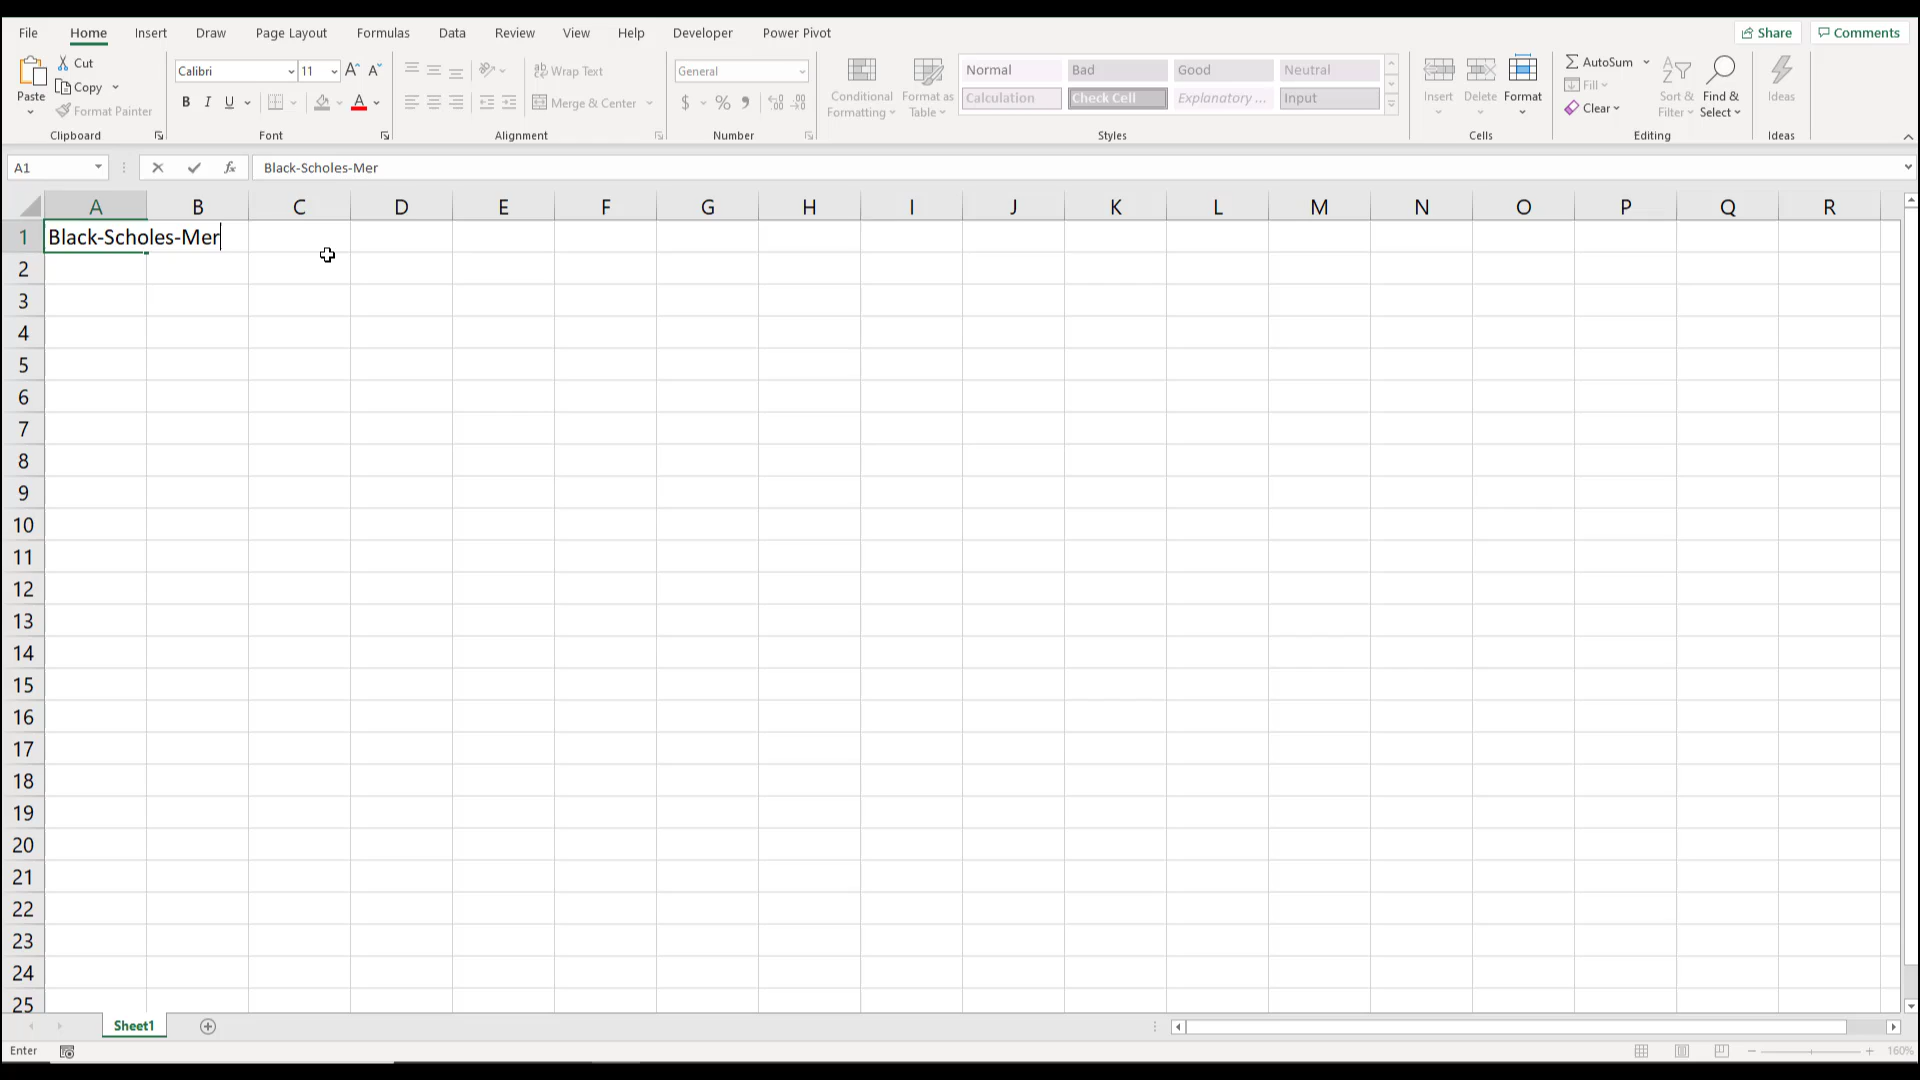 File Home Insert Draw Page Layout Formulas Data Review View Help Developer Power Pivot Share Comments
Paste Cut Copy Format Painter Clipboard
Calibri 11 A A B I U A Font
ab Wrap Text Merge & Center Alignment
General $ % Number
Conditional Formatting Format as Table
Normal Bad Good Neutral
Calculation Check Cell Explanatory ... Input
Styles
Insert Delete Format Cells
AutoSum Fill Clear Sort & Filter Find & Select Editing
Ideas Ideas
A1 fx Black-Scholes-Mer
A B C D E F G H I J K L M N O P Q R
1 Black-Scholes-Mer
2
3
4
5
6
7
8
9
10
11
12
13
14
15
16
17
18
19
20
21
22
23
24
25
Sheet1
Enter 160%